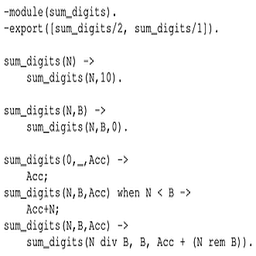 -module(sum_digits).
-export([sum_digits/2, sum_digits/1]).
sum_digits(N) ->
    sum_digits(N,10).
sum_digits(N,B) ->
    sum_digits(N,B,0).
sum_digits(0,_,Acc) ->
    Acc;
sum_digits(N,B,Acc) when N < B ->
    Acc+N;
sum_digits(N,B,Acc) ->
    sum_digits(N div B, B, Acc + (N rem B)).